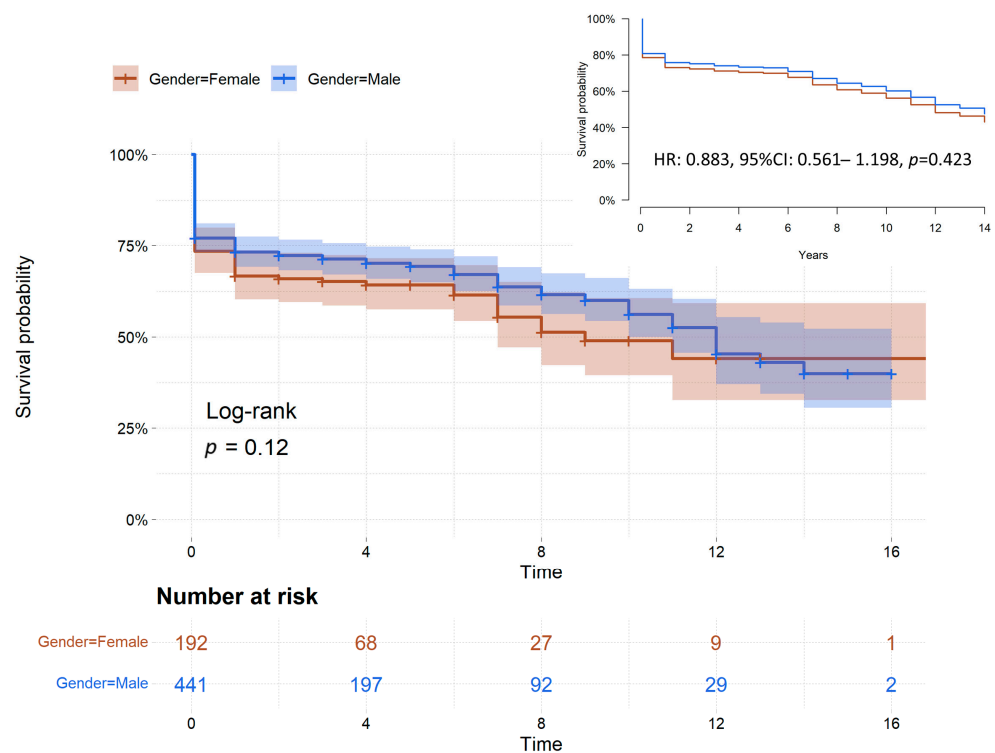 Gender=Female Gender=Male
Survival probability
100%
75%
50%
25%
0%
Log-rank
p = 0.12
0 4 8 12 16
Time
Survival probability
100%
80%
60%
40%
20%
0%
HR: 0.883, 95%CI: 0.561– 1.198, p=0.423
0 2 4 6 8 10 12 14
Years
Number at risk
Gender=Female 192 68 27 9 1
Gender=Male 441 197 92 29 2
0 4 8 12 16
Time